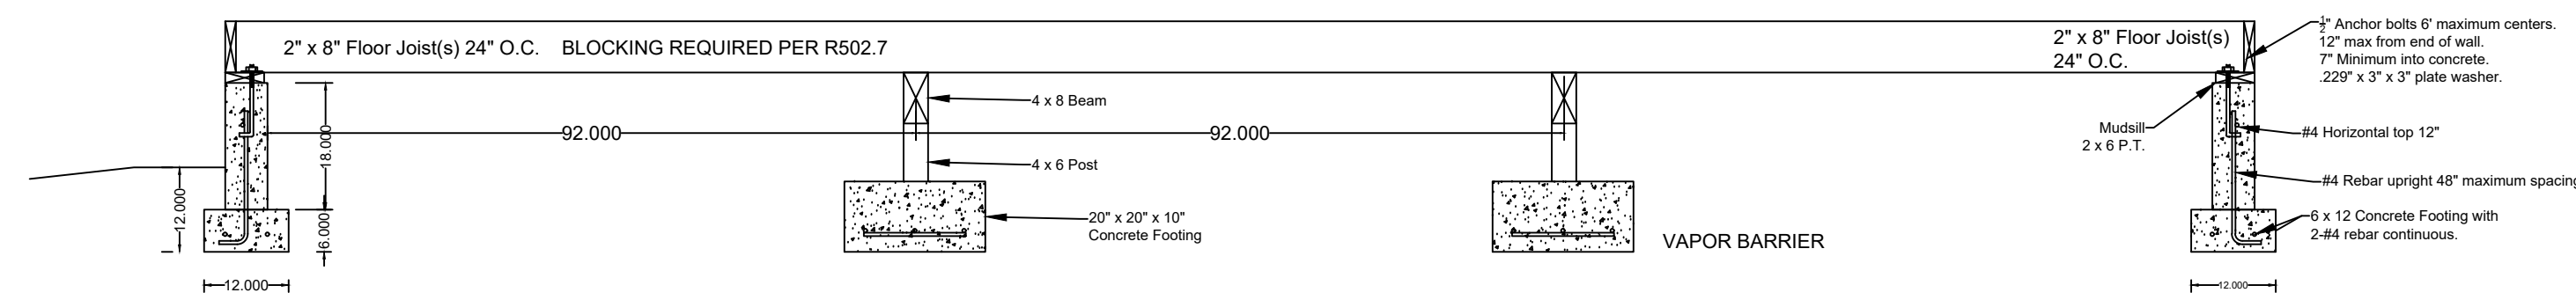 2" x 8" Floor Joist(s) 24" O.C. BLOCKING REQUIRED PER R502.7
2" x 8" Floor Joist(s)
24" O.C.
1/2" Anchor bolts 6' maximum centers.
12" max from end of wall.
7" Minimum into concrete.
.229" x 3" x 3" plate washer.
4 x 8 Beam
92.000
92.000
18.000
Mudsill
2 x 6 P.T.
#4 Horizontal top 12"
4 x 6 Post
#4 Rebar upright 48" maximum spacing
12.000
6.000
20" x 20" x 10"
Concrete Footing
VAPOR BARRIER
6 x 12 Concrete Footing with
2-#4 rebar continuous.
12.000
12.000